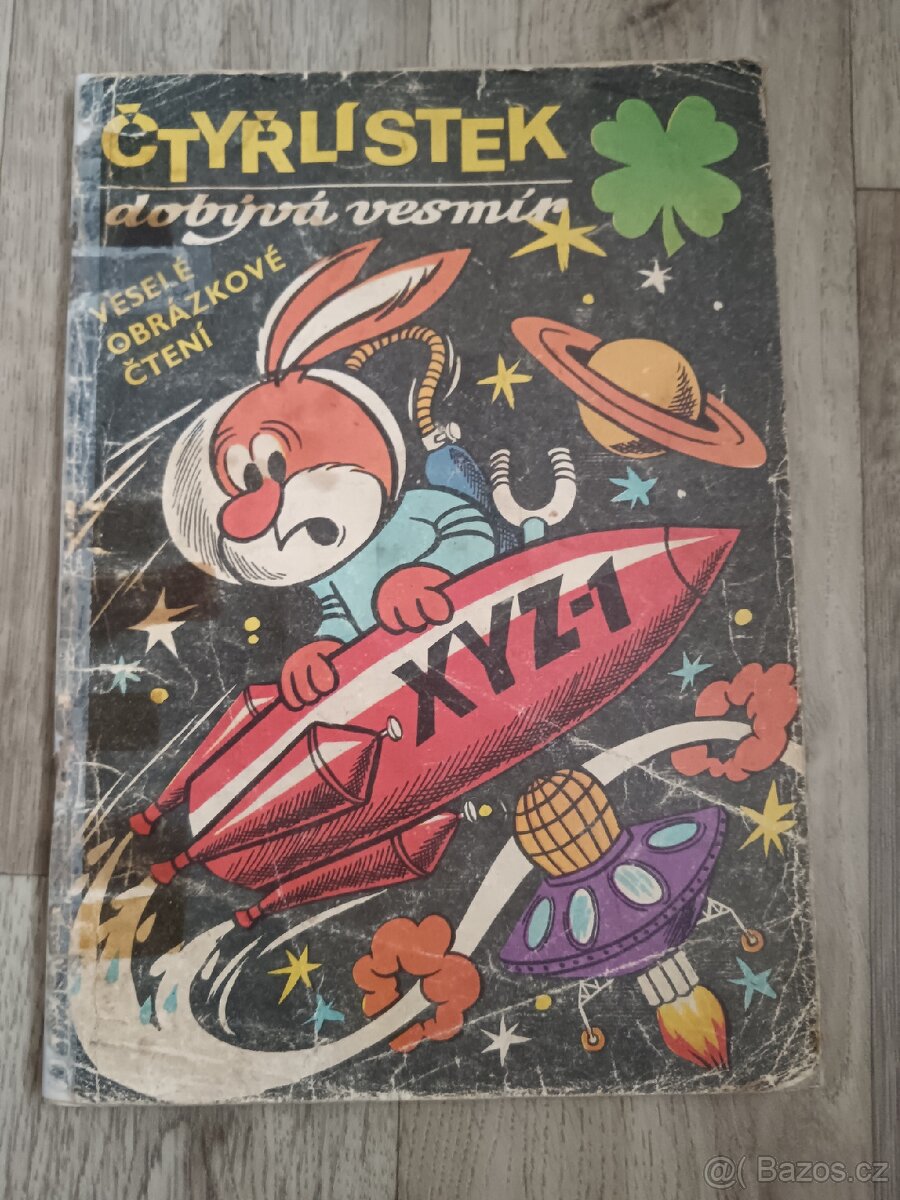 ČTYŘLÍSTEK
dobývá vesmír
VESELÉ
OBRÁZKOVÉ
ČTENÍ
XYZ-1
@( Bazos.cz